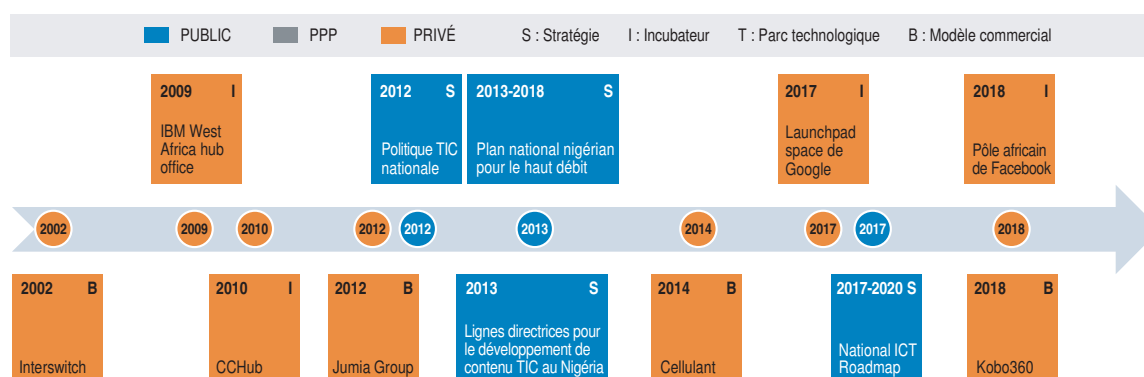 PUBLIC PPP PRIVÉ S : Stratégie I : Incubateur T : Parc technologique B : Modèle commercial
2009 I
IBM West
Africa hub
office
2012 S
Politique TIC
nationale
2013-2018 S
Plan national nigérian
pour le haut débit
2017 I
Launchpad
space de
Google
2018 I
Pôle africain
de Facebook
2002 2009 2010 2012 2012 2013 2014 2017 2017 2018
2002 B
Interswitch
2010 I
CCHub
2012 B
Jumia Group
2013 S
Lignes directrices pour
le développement de
contenu TIC au Nigéria
2014 B
Cellulant
2017-2020 S
National ICT
Roadmap
2018 B
Kobo360